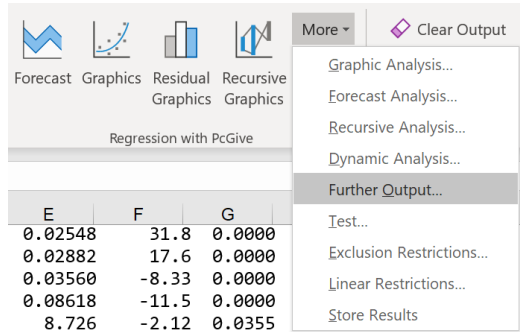 More
Clear Output
Forecast Graphics Residual Graphics Recursive Graphics
Regression with PcGive
Graphic Analysis...
Forecast Analysis...
Recursive Analysis...
Dynamic Analysis...
Further Output...
Test...
Exclusion Restrictions...
Linear Restrictions...
Store Results
E F G
0.02548 31.8 0.0000
0.02882 17.6 0.0000
0.03560 -8.33 0.0000
0.08618 -11.5 0.0000
8.726 -2.12 0.0355